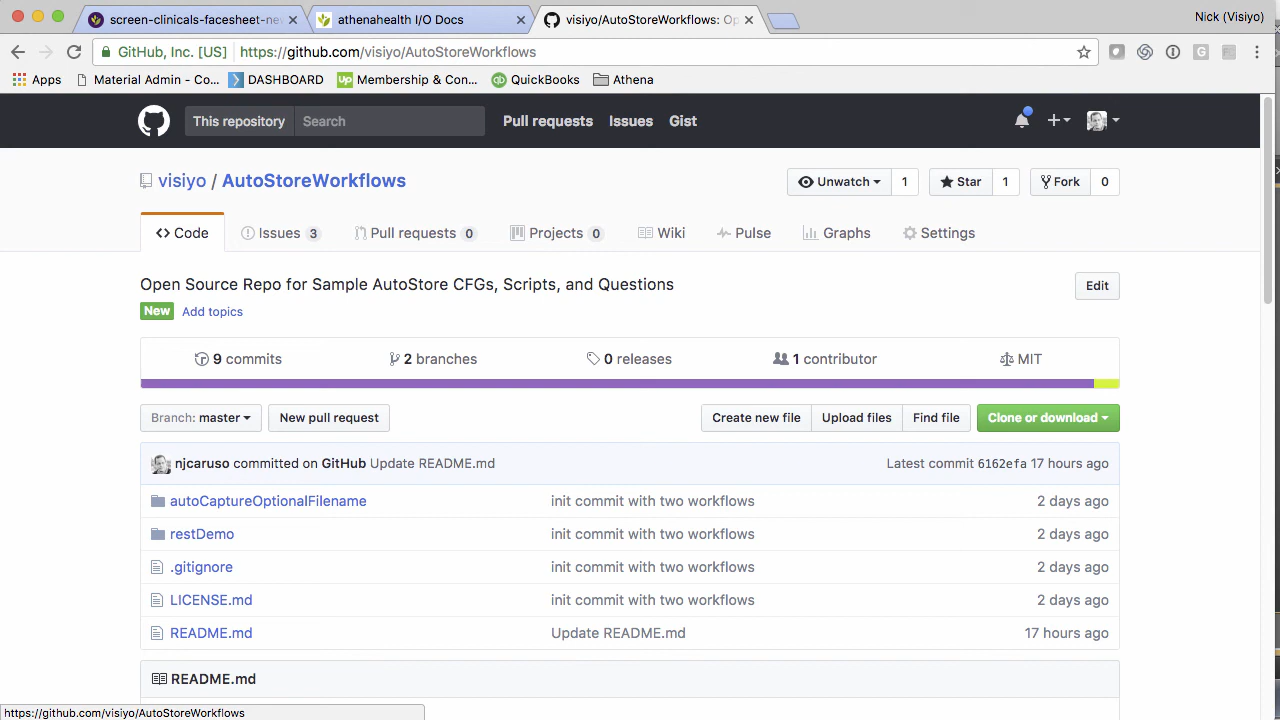 screen-clinicals-facesheet-ne
athenahealth I/O Docs
visiyo/AutoStoreWorkflows: Op
Nick (Visiyo)
GitHub, Inc. [US]
https://github.com/visiyo/AutoStoreWorkflows
Apps
Material Admin - Co...
DASHBOARD
Up
Membership & Con...
qb
QuickBooks
Athena
This repository
Search
Pull requests
Issues
Gist
visiyo / AutoStoreWorkflows
Unwatch
1
Star
1
Fork
0
Code
Issues 3
Pull requests 0
Projects 0
Wiki
Pulse
Graphs
Settings
Open Source Repo for Sample AutoStore CFGs, Scripts, and Questions
Edit
New
Add topics
9 commits
2 branches
0 releases
1 contributor
MIT
Branch: master
New pull request
Create new file
Upload files
Find file
Clone or download
njcaruso committed on GitHub Update README.md
Latest commit 6162efa 17 hours ago
autoCaptureOptionalFilename
init commit with two workflows
2 days ago
restDemo
init commit with two workflows
2 days ago
.gitignore
init commit with two workflows
2 days ago
LICENSE.md
init commit with two workflows
2 days ago
README.md
Update README.md
17 hours ago
README.md
https://github.com/visiyo/AutoStoreWorkflows